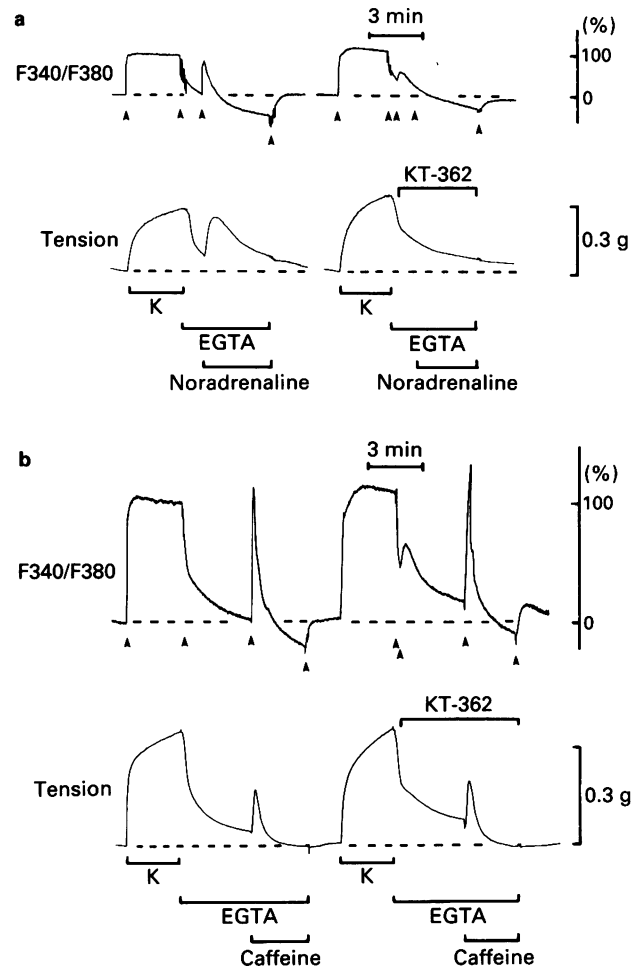 a
3 min
(%)
100
0
F340/F380
KT-362
Tension
0.3 g
K
K
EGTA
EGTA
Noradrenaline
Noradrenaline
b
3 min
(%)
100
F340/F380
0
KT-362
Tension
0.3 g
K
K
EGTA
EGTA
Caffeine
Caffeine